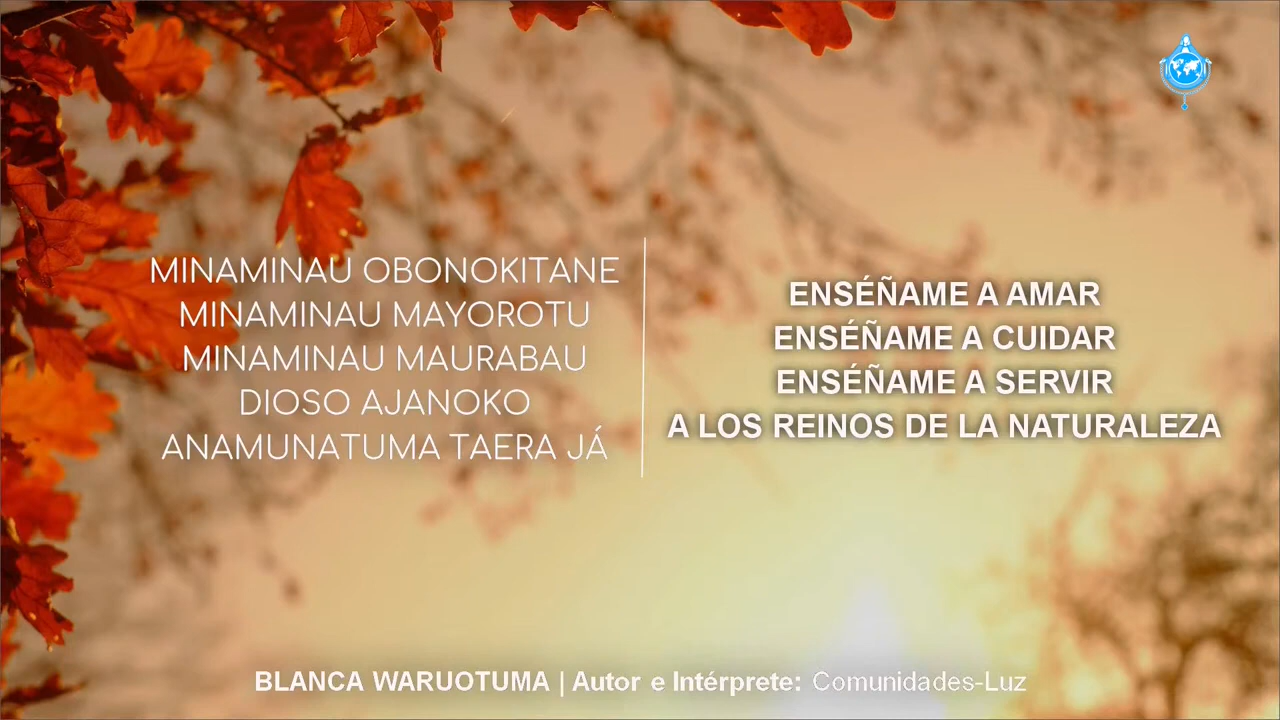 MINAMINAU OBONOKITANE
MINAMINAU MAYOROTU
MINAMINAU MAURABAU
DIOSO AJANOKO
ANAMUNATUMA TAERA JÁ
ENSÉÑAME A AMAR
ENSÉÑAME A CUIDAR
ENSÉÑAME A SERVIR
A LOS REINOS DE LA NATURALEZA
BLANCA WARUOTUMA | Autor e Intérprete: Comunidades-Luz